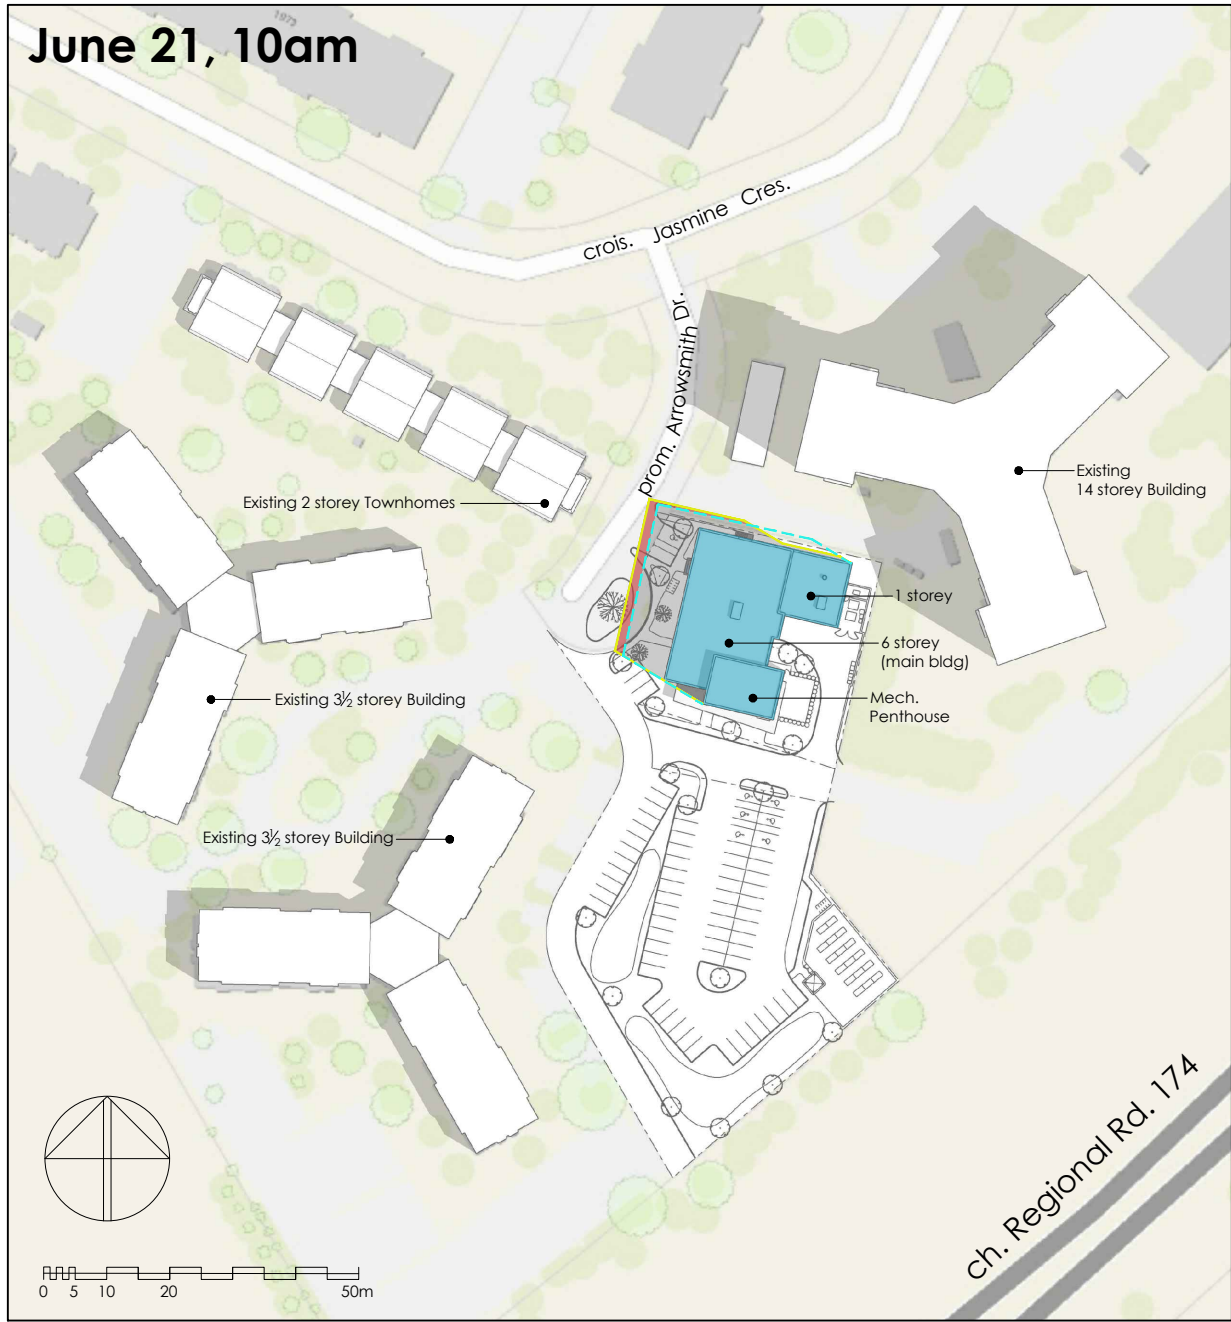 June 21, 10am
1973
crois. Jasmine Cres.
prom. Arrowsmith Dr.
Existing
14 storey Building
Existing 2 storey Townhomes
1 storey
6 storey
(main bldg)
Existing 3½ storey Building
Mech.
Penthouse
Existing 3½ storey Building
ch. Regional Rd. 174
0 5 10 20 50m